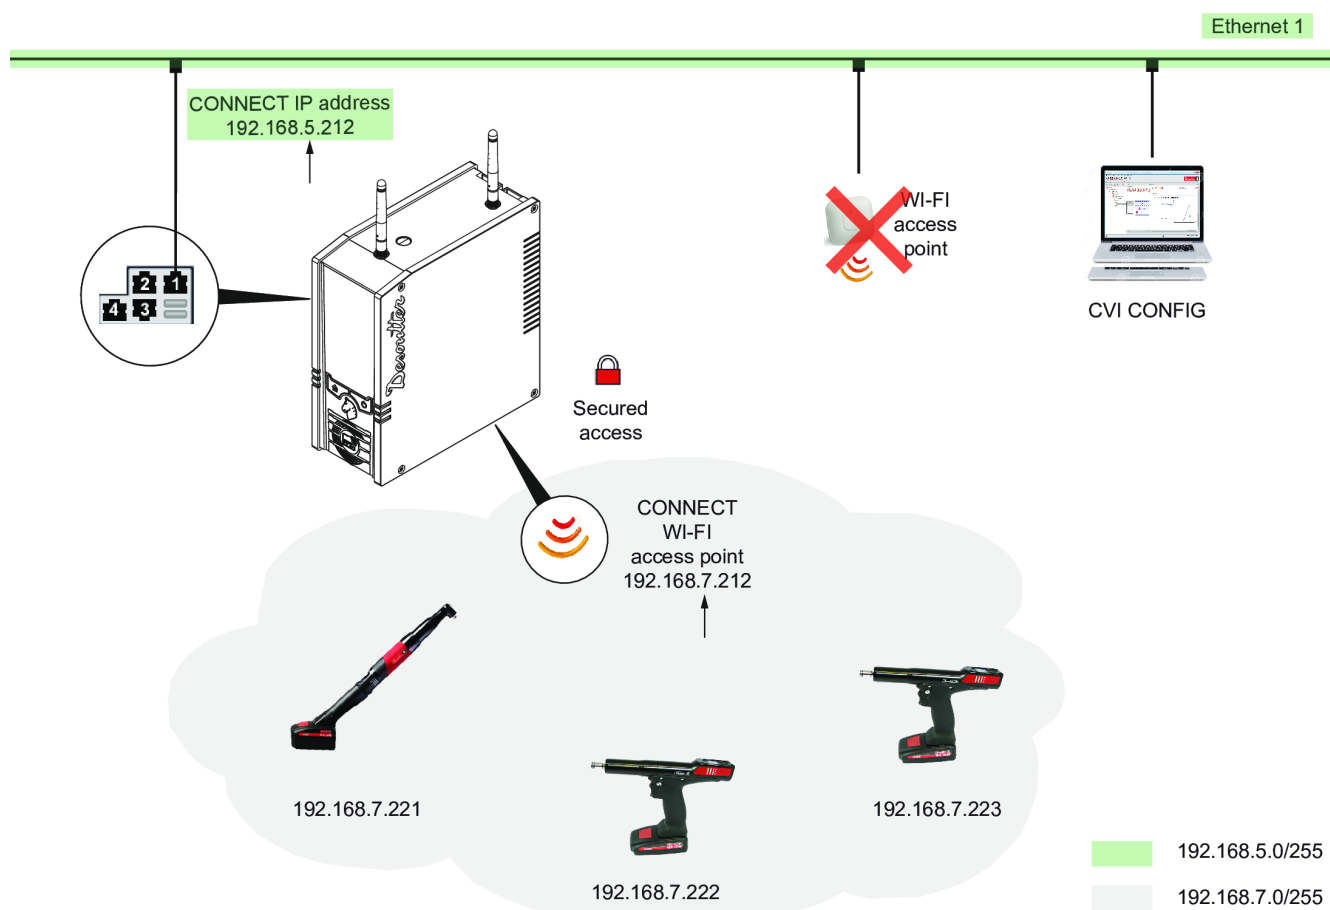 Ethernet 1
CONNECT IP address
192.168.5.212
2 1
4 3
Desoutter
WI-FI
access
point
CVI CONFIG
Secured
access
CONNECT
WI-FI
access point
192.168.7.212
192.168.7.221
192.168.7.222
192.168.7.223
192.168.5.0/255
192.168.7.0/255